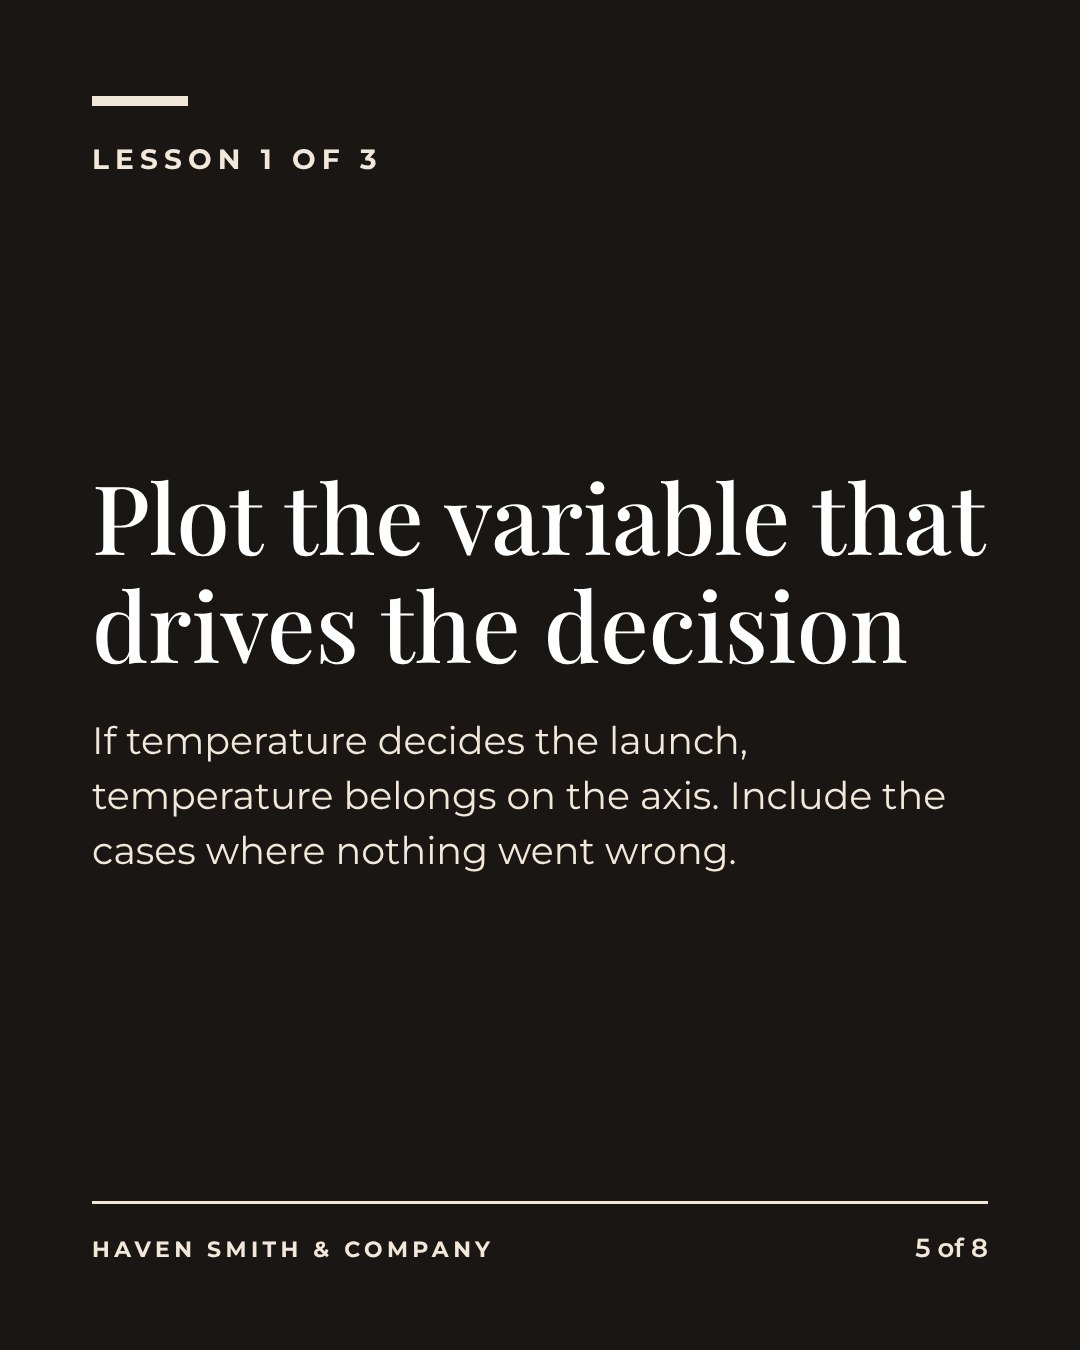 LESSON 1 OF 3
Plot the variable that
drives the decision
If temperature decides the launch,
temperature belongs on the axis. Include the
cases where nothing went wrong.
HAVEN SMITH & COMPANY
5 of 8